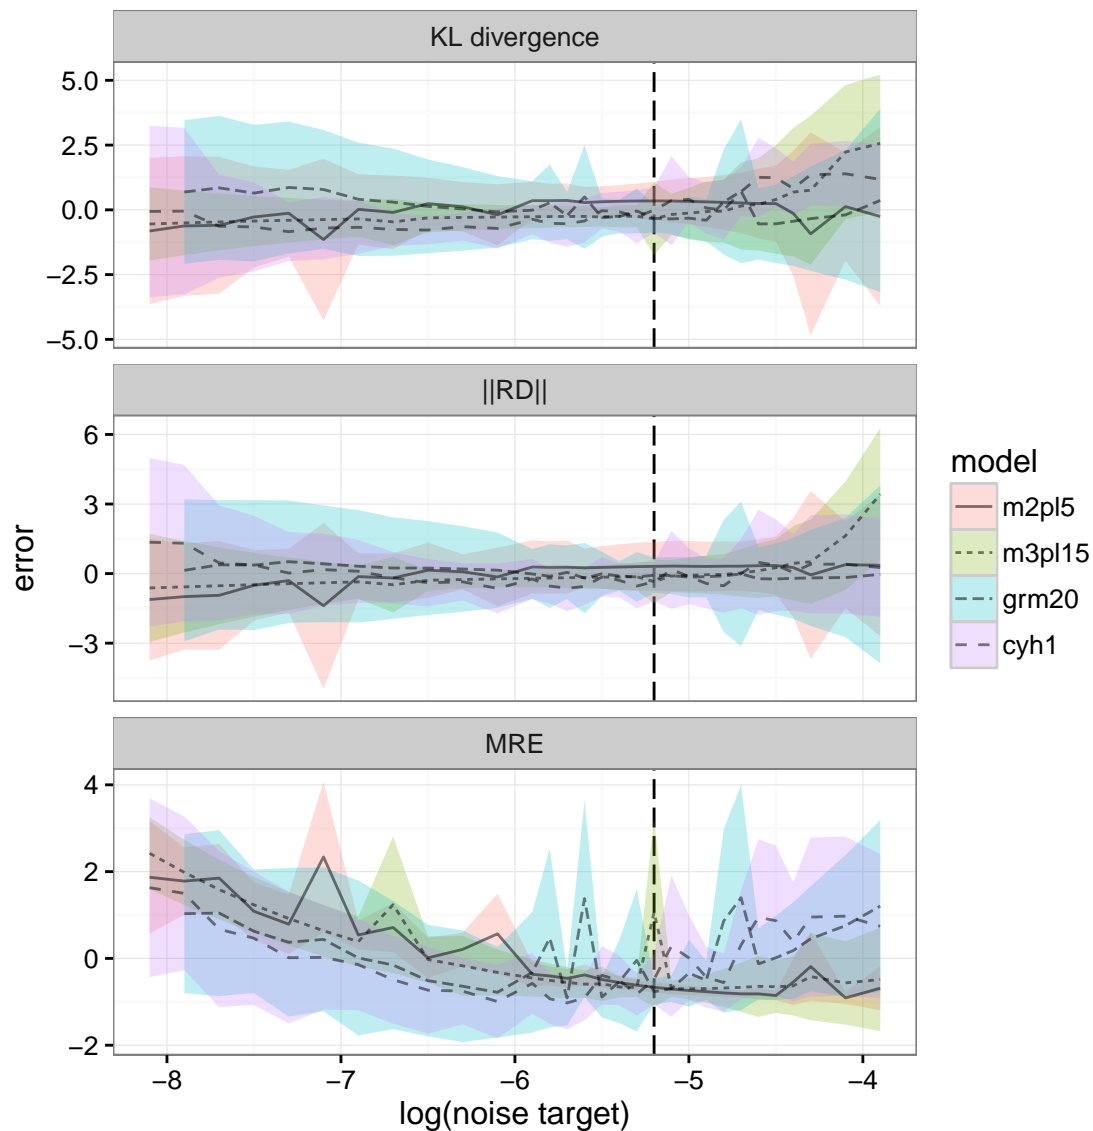 KL divergence
5.0
2.5
0.0
−2.5
−5.0
||RD||
6
3
0
−3
error
MRE
4
2
0
−2
−8
−7
−6
−5
−4
log(noise target)
model
m2pl5
m3pl15
grm20
cyh1